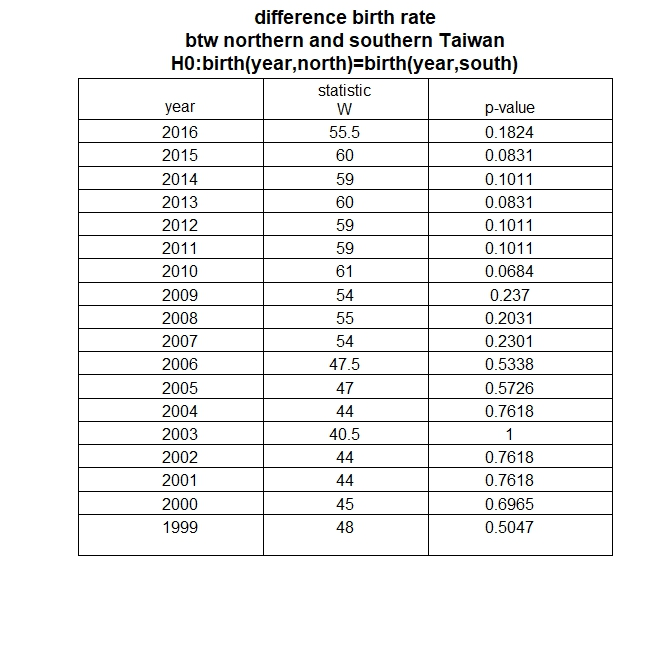 difference birth rate
btw northern and southern Taiwan
H0:birth(year,north)=birth(year,south)
year statistic W p-value
2016 55.5 0.1824
2015 60 0.0831
2014 59 0.1011
2013 60 0.0831
2012 59 0.1011
2011 59 0.1011
2010 61 0.0684
2009 54 0.237
2008 55 0.2031
2007 54 0.2301
2006 47.5 0.5338
2005 47 0.5726
2004 44 0.7618
2003 40.5 1
2002 44 0.7618
2001 44 0.7618
2000 45 0.6965
1999 48 0.5047